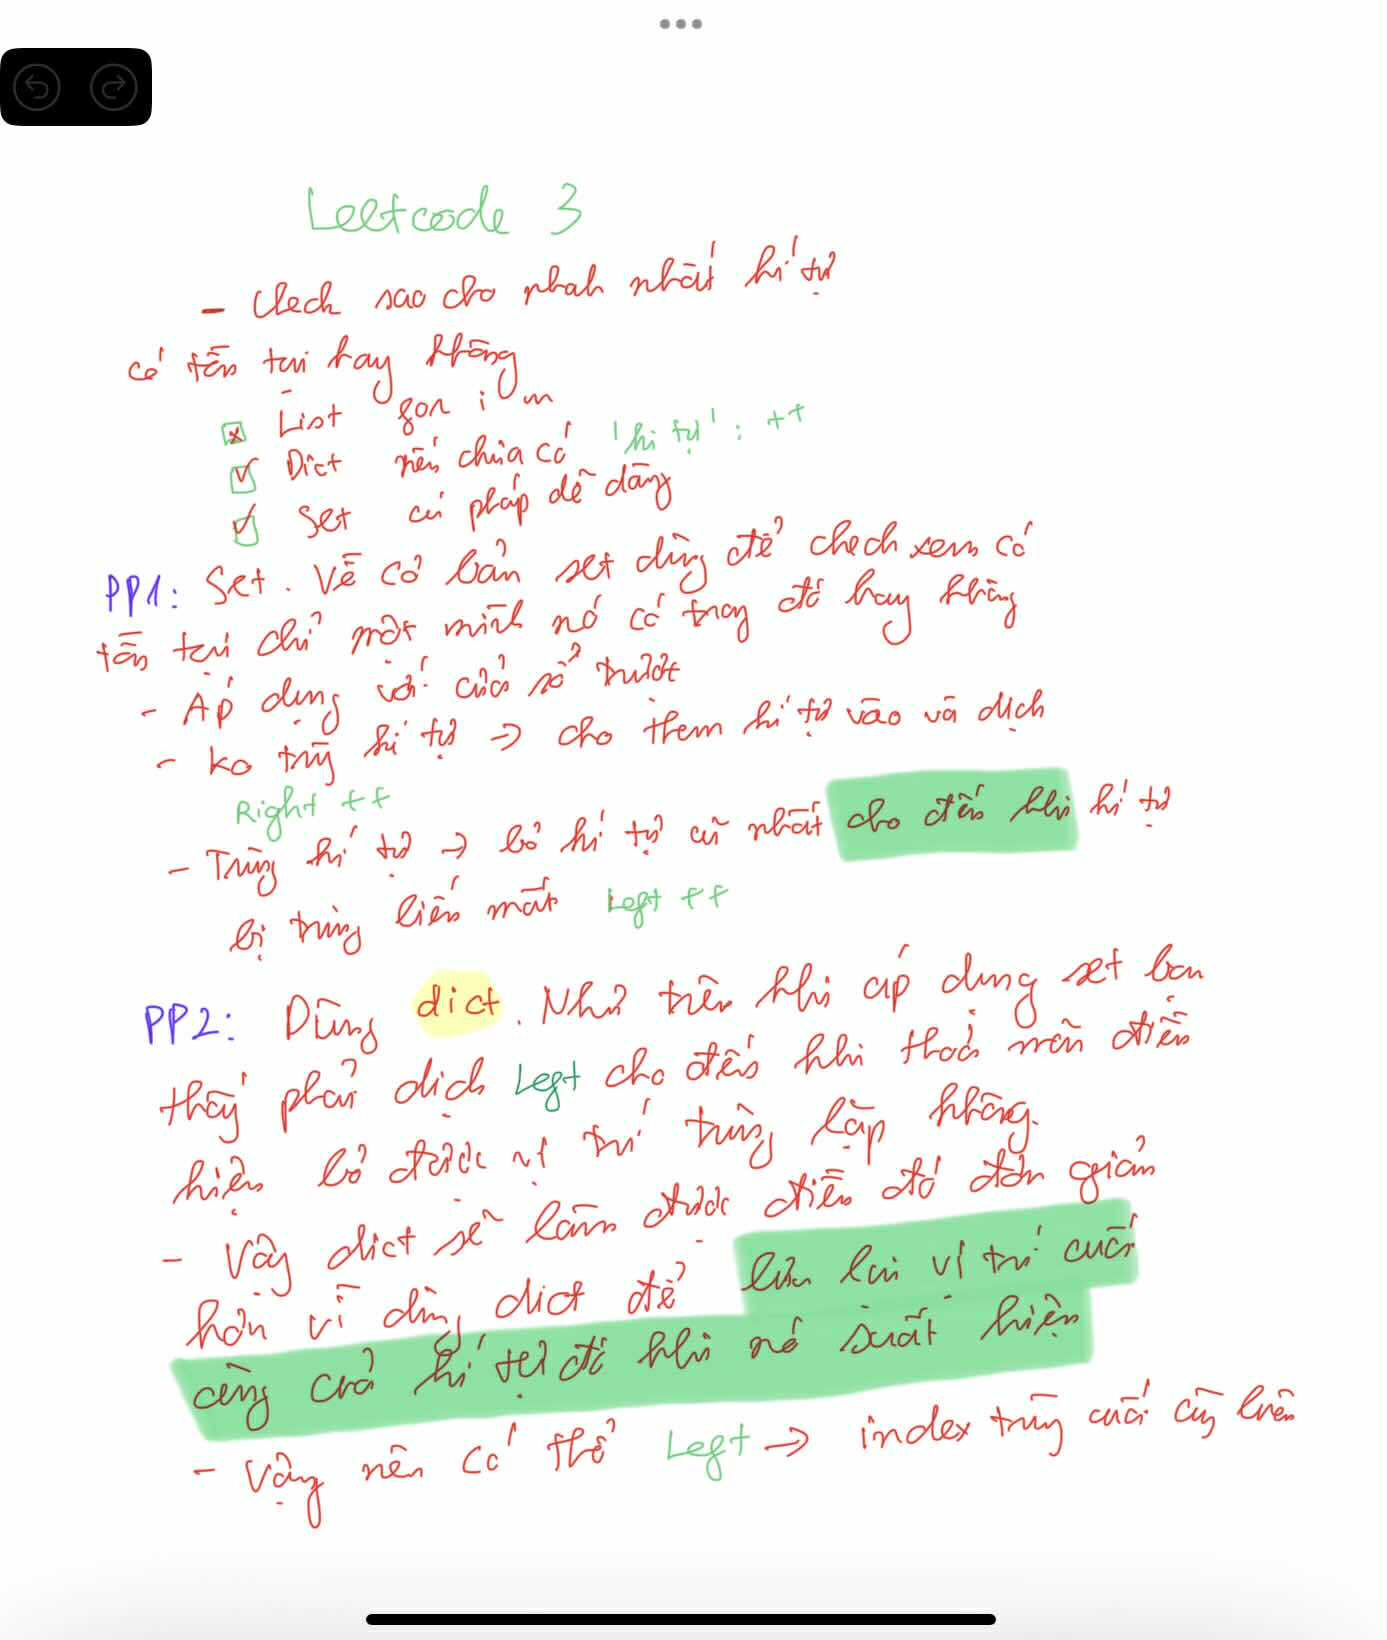 Leetcode 3
- Check sao cho nhah nhất kí tự
có tồn tại hay không
List for i in
Dict nếu chưa có 'kí tự' : ++
Set cú pháp dễ dàng
PP1: Set. Về cơ bản set dùng để check xem có
tồn tại chỉ một mình nó có trong đó hay không
- Áp dụng với cửa sổ trượt
- Ko trùng kí tự → cho thêm kí tự vào và dịch
Right ++
- Trùng kí tự → bỏ kí tự cũ nhất cho đến khi kí tự
bị trùng biến mất Left ++
PP2: Dùng dict. Như trên khi áp dụng set ban
thấy phải dịch Left cho đến khi thoả mãn điều
kiện bỏ được vị trí trùng lặp không.
- Vậy dict sẽ làm được điều đó đơn giản
hơn vì dùng dict để lưu lại vị trí cuối
cùng của kí tự đó khi nó xuất hiện
- Vậy nên có thể Left → index trùng cuối cùng luôn